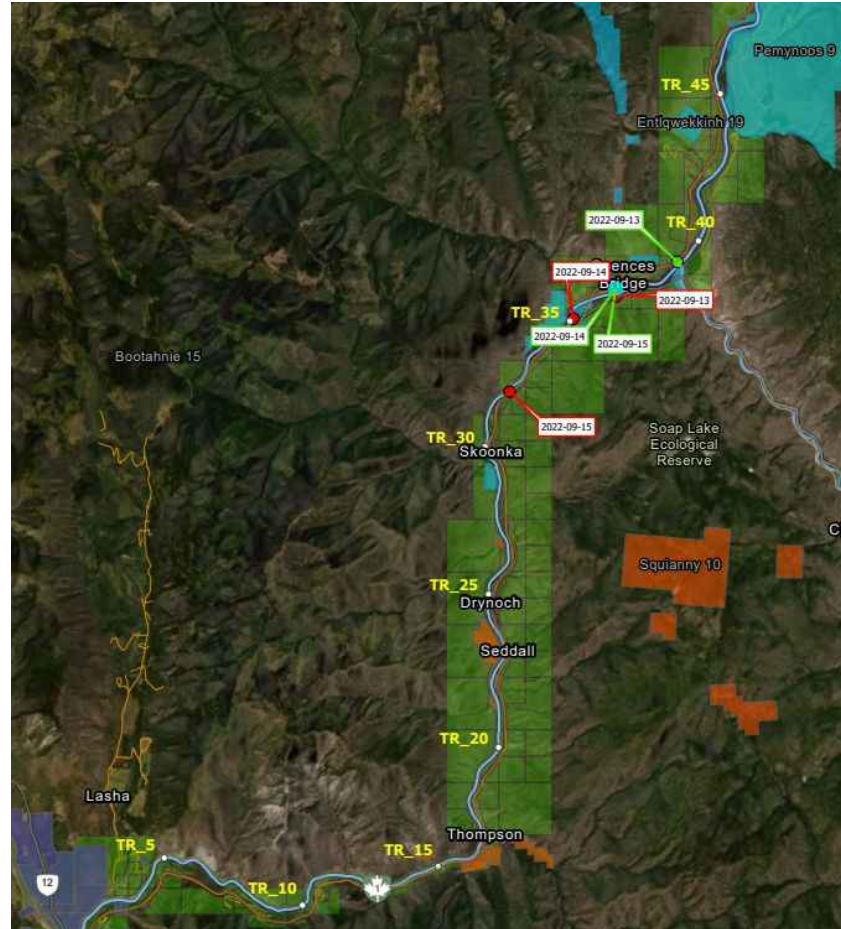 Pemynoos 9
TR_45
Entlqwekkinh 19
2022-09-13
TR_40
2022-09-14
Spences
Bridge
2022-09-13
TR_35
2022-09-14
2022-09-15
Bootahnie 15
2022-09-15
TR_30
Skoonka
Soap Lake
Ecological
Reserve
C
Squianny 10
TR_25
Drynoch
Seddall
TR_20
Lasha
Thompson
TR_5
TR_15
12
TR_10
1